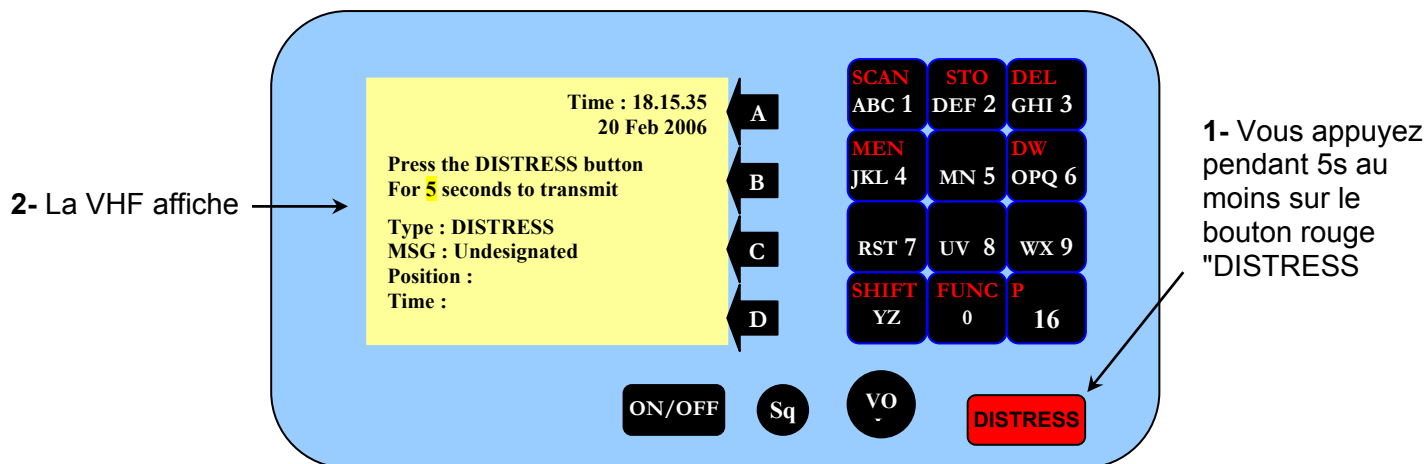 2- La VHF affiche
Time : 18.15.35
20 Feb 2006
Press the DISTRESS button
For 5 seconds to transmit
Type : DISTRESS
MSG : Undesignated
Position :
Time :
A
B
C
D
SCAN STO DEL
ABC 1 DEF 2 GHI 3
MEN DW
JKL 4 MN 5 OPQ 6
RST 7 UV 8 WX 9
SHIFT FUNC P
YZ 0 16
ON/OFF Sq VO DISTRESS
1- Vous appuyez
pendant 5s au
moins sur le
bouton rouge
"DISTRESS